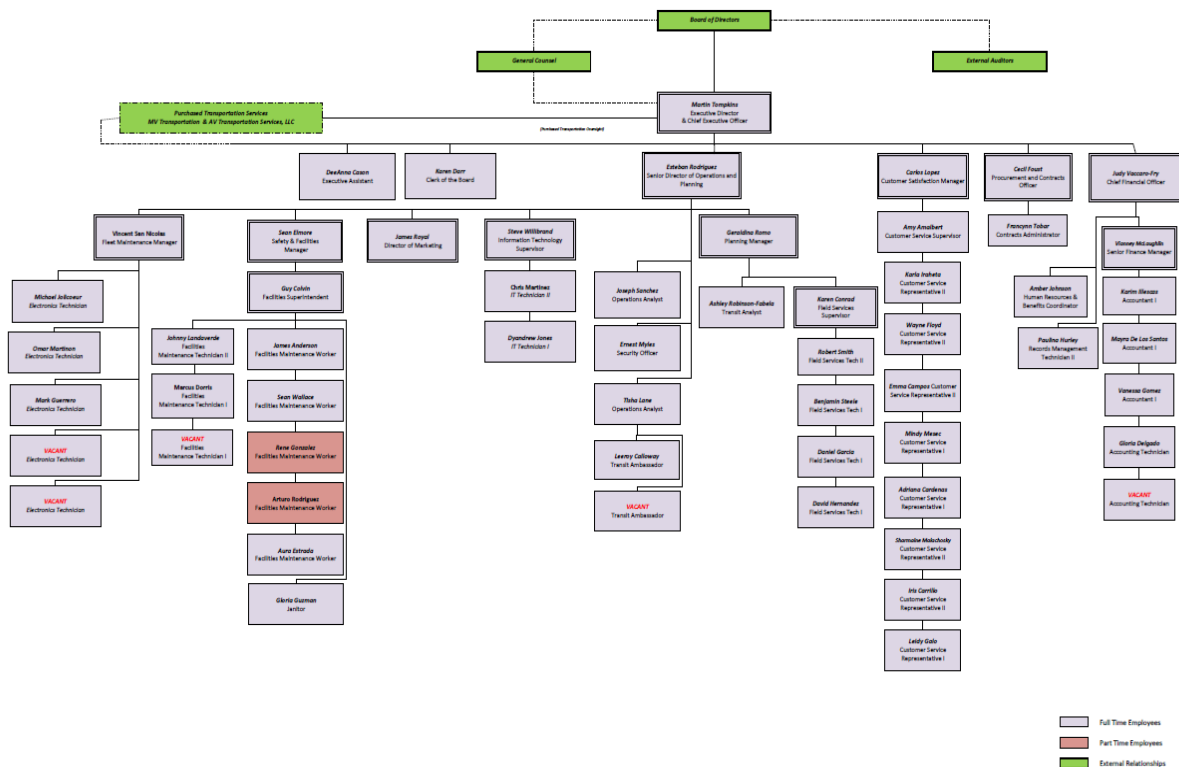 Board of Directors
General Counsel
External Auditors
Martin Tompkins
Executive Director
& Chief Executive Officer
Purchased Transportation Services
MV Transportation & AV Transportation Services, LLC
(Purchased Transportation Oversight)
DeeAnna Cason
Executive Assistant
Karen Darr
Clerk of the Board
Esteban Rodriguez
Senior Director of Operations and
Planning
Carlos Lopez
Customer Satisfaction Manager
Cecil Foust
Procurement and Contracts
Officer
Judy Vaccaro-Fry
Chief Financial Officer
Vincent San Nicolas
Fleet Maintenance Manager
Sean Elmore
Safety & Facilities
Manager
James Royal
Director of Marketing
Steve Willibrand
Information Technology
Supervisor
Geraldina Romo
Planning Manager
Amy Amalbert
Customer Service Supervisor
Francynn Tobar
Contracts Administrator
Vianney McLaughlin
Senior Finance Manager
Michael Jolicoeur
Electronics Technician
Omar Martinon
Electronics Technician
Mark Guerrero
Electronics Technician
VACANT
Electronics Technician
VACANT
Electronics Technician
Guy Colvin
Facilities Superintendent
Johnny Landaverde
Facilities
Maintenance Technician II
Marcus Dorris
Facilities
Maintenance Technician I
VACANT
Facilities
Maintenance Technician I
James Anderson
Facilities Maintenance Worker
Sean Wallace
Facilities Maintenance Worker
Rene Gonzalez
Facilities Maintenance Worker
Arturo Rodriguez
Facilities Maintenance Worker
Aura Estrada
Facilities Maintenance Worker
Gloria Guzman
Janitor
Chris Martinez
IT Technician II
Dyandrew Jones
IT Technician I
Joseph Sanchez
Operations Analyst
Ernest Myles
Security Officer
Tisha Lane
Operations Analyst
Leeroy Calloway
Transit Ambassador
VACANT
Transit Ambassador
Ashley Robinson-Fabela
Transit Analyst
Karen Conrad
Field Services
Supervisor
Robert Smith
Field Services Tech II
Benjamin Steele
Field Services Tech I
Daniel Garcia
Field Services Tech I
David Hernandez
Field Services Tech I
Karla Iraheta
Customer Service
Representative II
Wayne Floyd
Customer Service
Representative II
Emma Campos Customer
Service Representative II
Mindy Mesec
Customer Service
Representative I
Adriana Cardenas
Customer Service
Representative I
Customer Service
Representative II
Iris Carrillo
Customer Service
Representative II
Leidy Galo
Customer Service
Representative I
Amber Johnson
Human Resources &
Benefits Coordinator
Paulina Hurley
Records Management
Technician II
Karim
Accountant I
Mayra De Los Santos
Accountant I
Vanessa Gomez
Accountant I
Gloria Delgado
Accounting Technician
VACANT
Accounting Technician
Full Time Employees
Part Time Employees
External Relationships